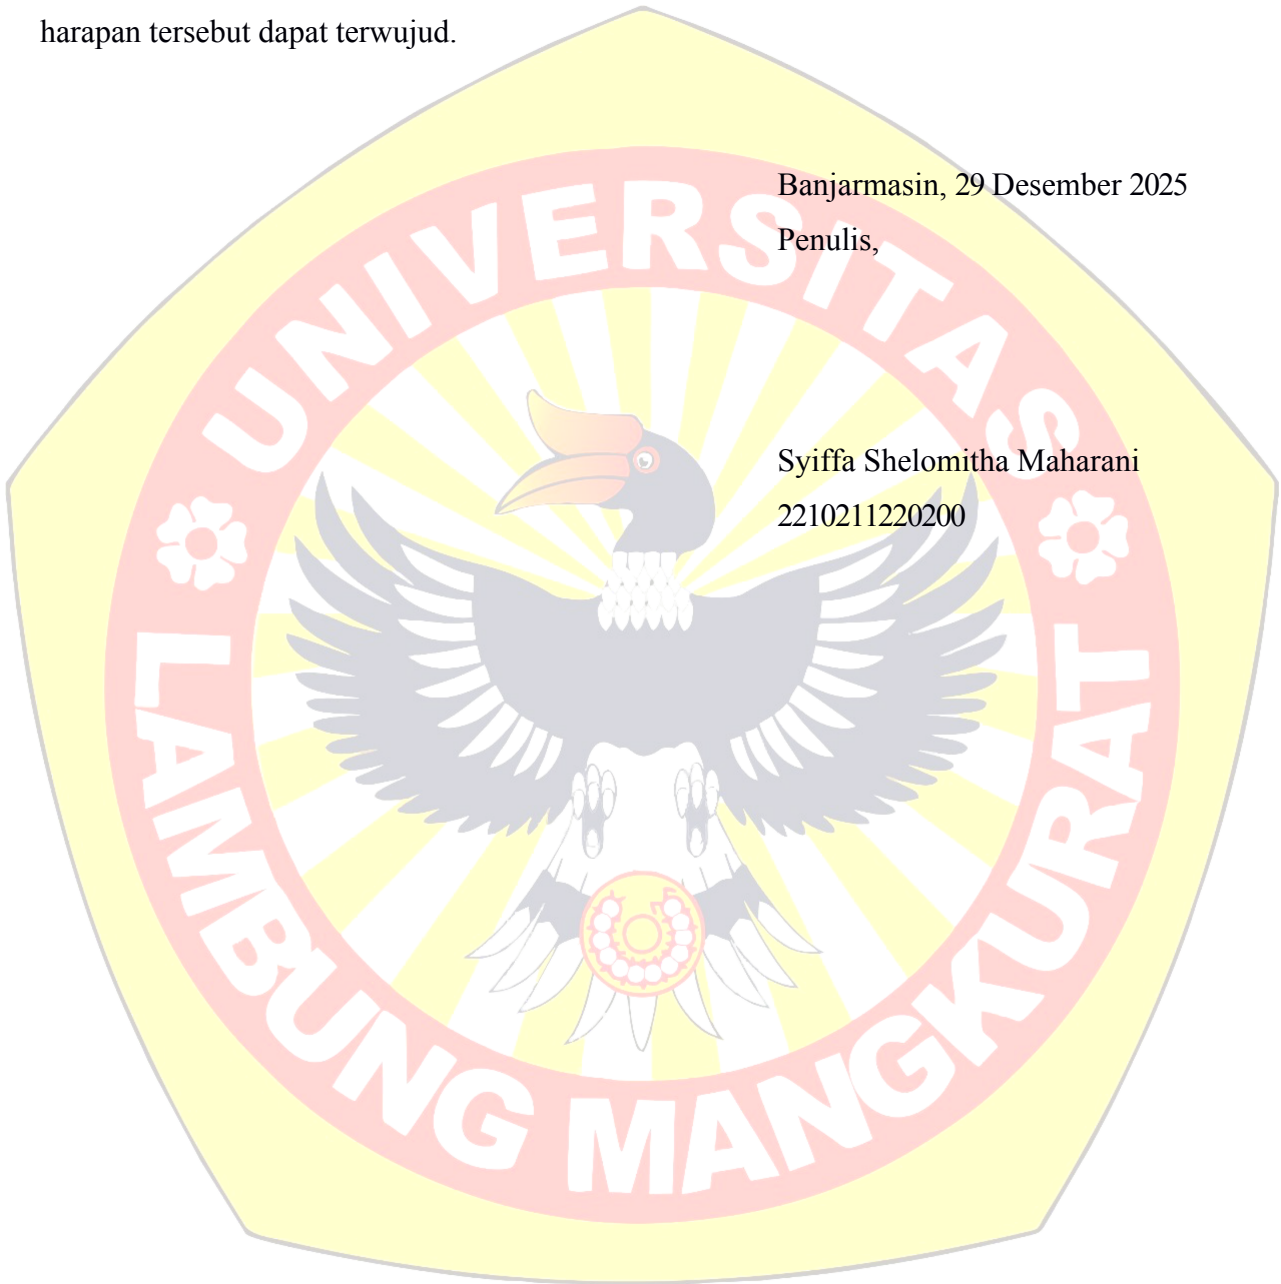 harapan tersebut dapat terwujud.
Banjarmasin, 29 Desember 2025
Penulis,
Syiffa Shelomitha Maharani
2210211220200
UNIVERSITAS
LAMBUNG MANGKURAT